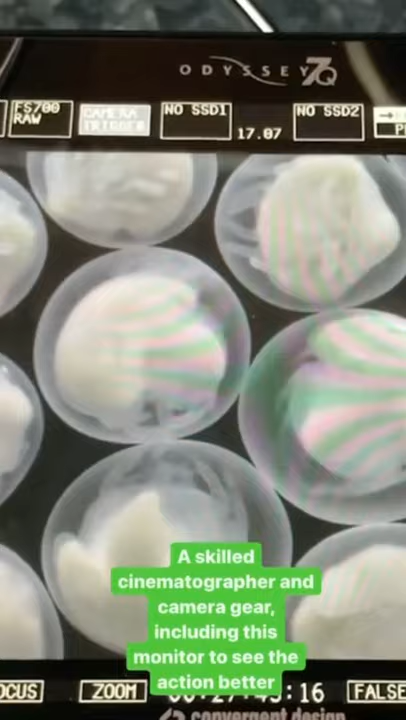 ODYSSEY7Q
FS700
RAW
CAMERA
TRIGGER
NO SSD1
17.07
NO SSD2
A skilled
cinematographer and
camera gear,
including this
monitor to see the
action better
OCUS
ZOOM
:16
FALSE
convergent design